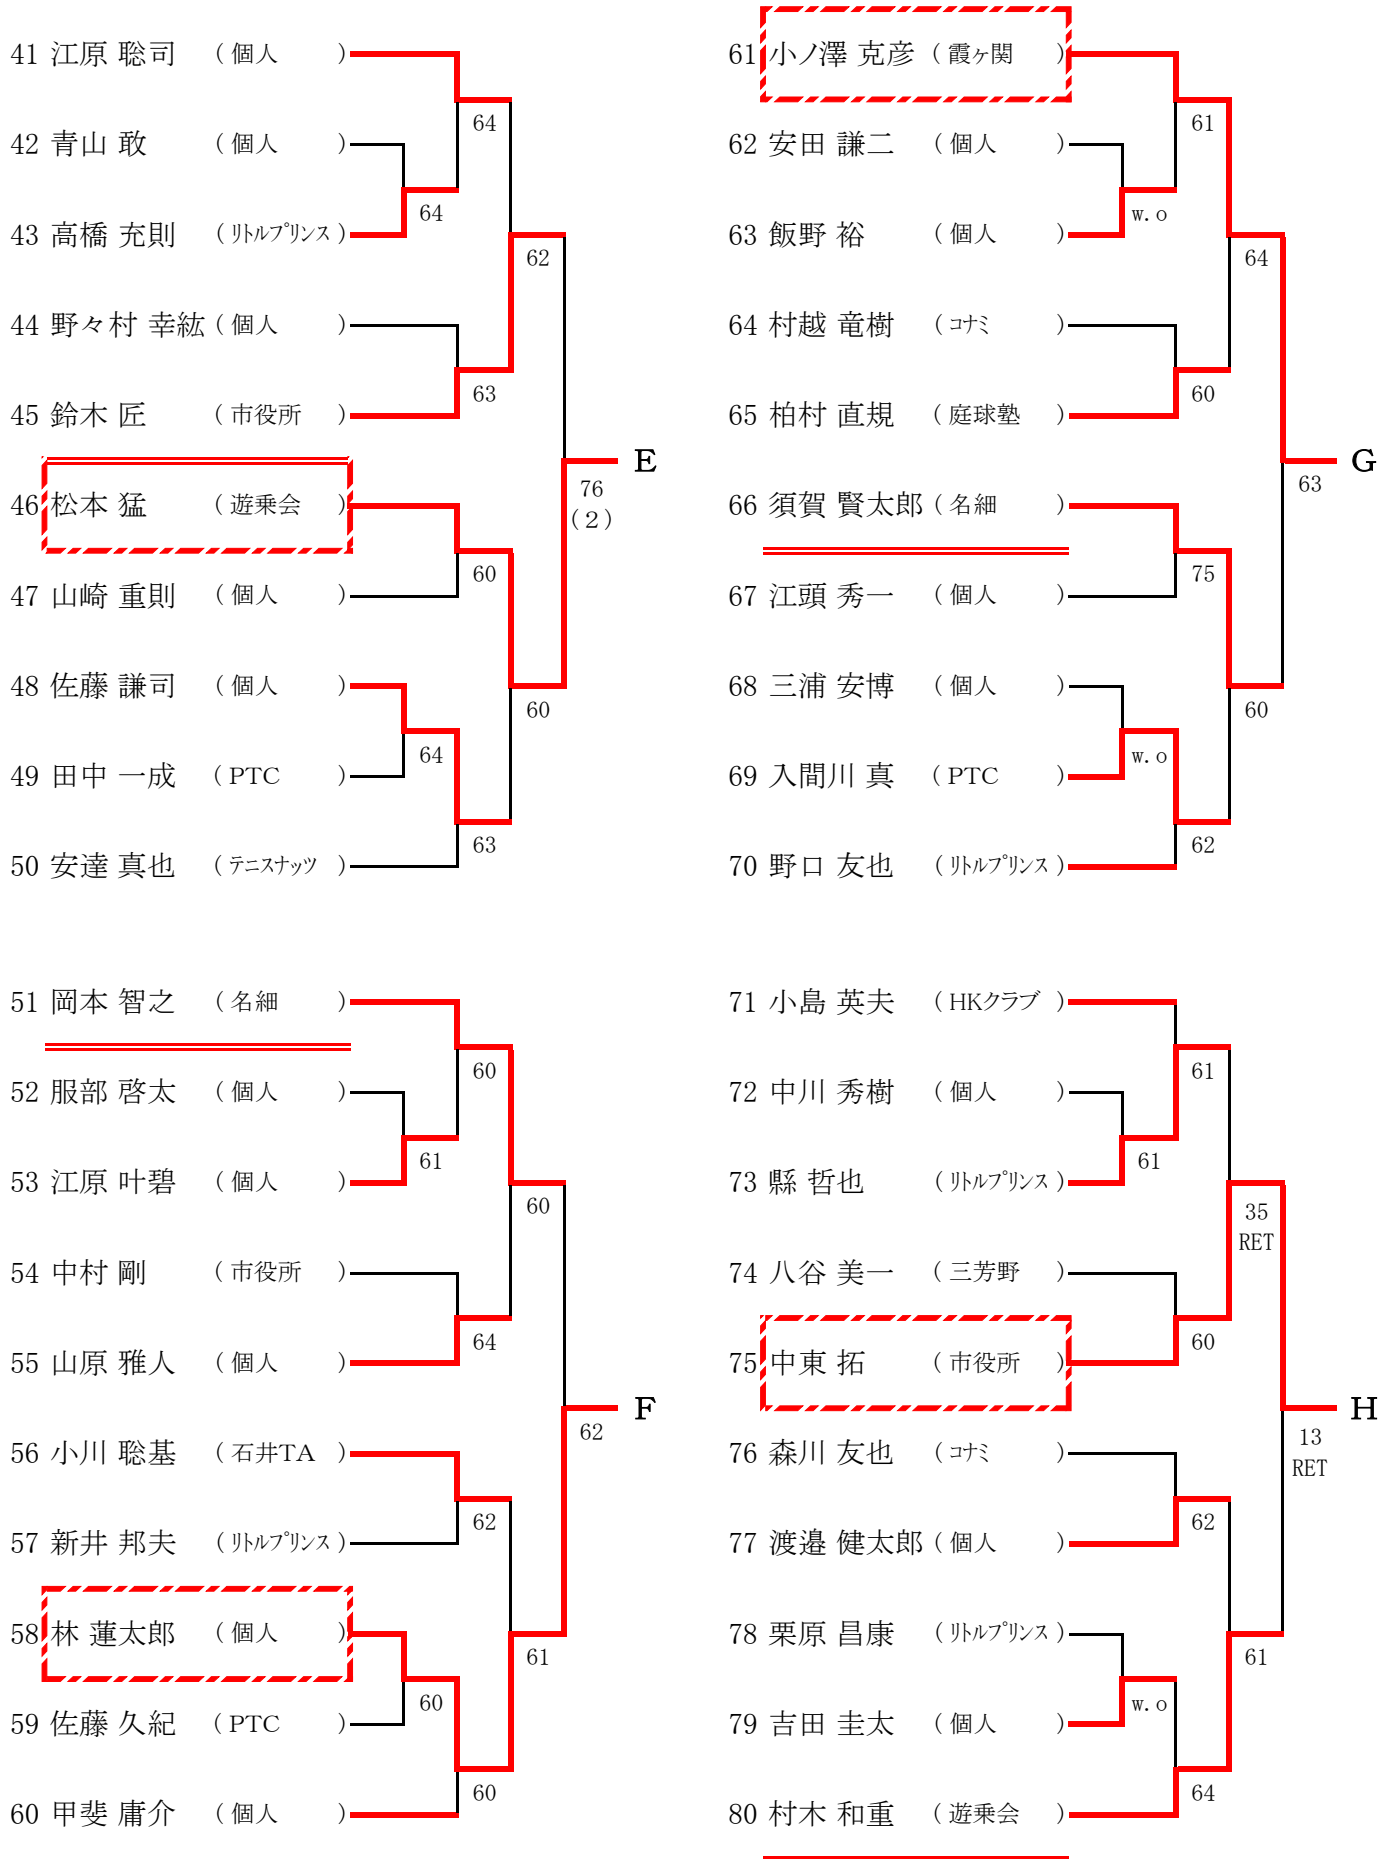 41 江原 聡司 （ 個人 ）
64
42 青山 敢 （ 個人 ）
64
43 高橋 充則 （ ﾘﾄﾙﾌﾟﾘﾝｽ ）
62
44 野々村 幸紘 （ 個人 ）
63
45 鈴木 匠 （ 市役所 ）
E
76
（２）
46 松本 猛 （ 遊乗会 ）
60
47 山崎 重則 （ 個人 ）
48 佐藤 謙司 （ 個人 ）
60
64
49 田中 一成 （ PTC ）
63
50 安達 真也 （ ﾃﾆｽﾅｯﾂ ）
51 岡本 智之 （ 名細 ）
60
52 服部 啓太 （ 個人 ）
61
53 江原 叶碧 （ 個人 ）
60
54 中村 剛 （ 市役所 ）
64
55 山原 雅人 （ 個人 ）
F
62
56 小川 聡基 （ 石井TA ）
62
57 新井 邦夫 （ ﾘﾄﾙﾌﾟﾘﾝｽ ）
58 林 蓮太郎 （ 個人 ）
61
60
59 佐藤 久紀 （ PTC ）
60
60 甲斐 庸介 （ 個人 ）
61 小ノ澤 克彦 （ 霞ヶ関 ）
61
62 安田 謙二 （ 個人 ）
w.o
63 飯野 裕 （ 個人 ）
64
64 村越 竜樹 （ ｺﾅﾐ ）
60
65 柏村 直規 （ 庭球塾 ）
G
63
66 須賀 賢太郎 （ 名細 ）
75
67 江頭 秀一 （ 個人 ）
68 三浦 安博 （ 個人 ）
60
w.o
69 入間川 真 （ PTC ）
62
70 野口 友也 （ ﾘﾄﾙﾌﾟﾘﾝｽ ）
71 小島 英夫 （ HKクラブ ）
61
72 中川 秀樹 （ 個人 ）
61
73 縣 哲也 （ ﾘﾄﾙﾌﾟﾘﾝｽ ）
35
RET
74 八谷 美一 （ 三芳野 ）
60
75 中東 拓 （ 市役所 ）
H
13
RET
76 森川 友也 （ ｺﾅﾐ ）
62
77 渡邉 健太郎 （ 個人 ）
78 栗原 昌康 （ ﾘﾄﾙﾌﾟﾘﾝｽ ）
61
w.o
79 吉田 圭太 （ 個人 ）
64
80 村木 和重 （ 遊乗会 ）